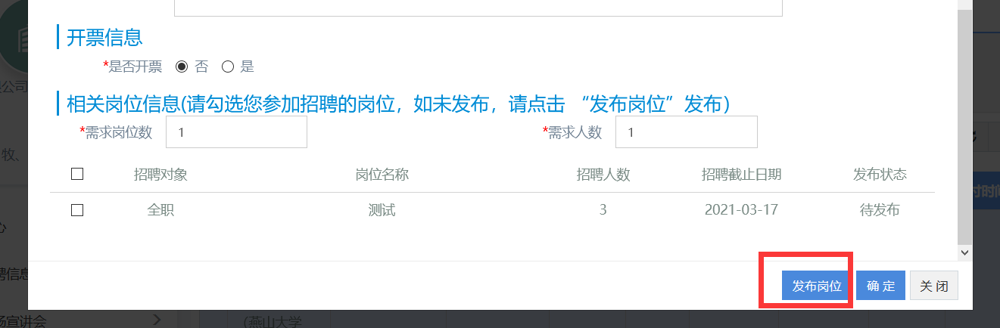 开票信息
*是否开票 否 是
相关岗位信息(请勾选您参加招聘的岗位，如未发布，请点击 “发布岗位”发布)
*需求岗位数 1 *需求人数 1
招聘对象 岗位名称 招聘人数 招聘截止日期 发布状态
全职 测试 3 2021-03-17 待发布
发布岗位 确 定 关 闭
公司
牧、
时间
聘信息
场宣讲会
(燕山大学